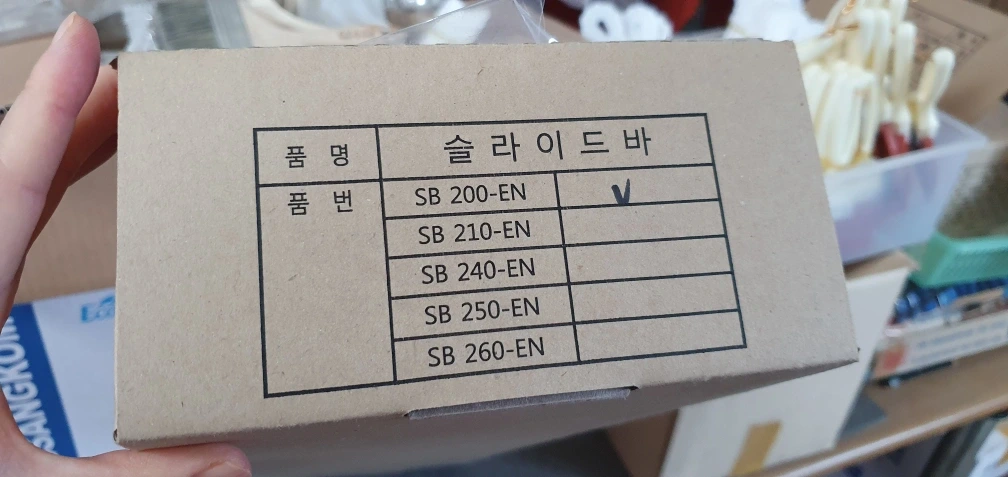 품 명 슬라이드바
품 번 SB 200-EN V
SB 210-EN
SB 240-EN
SB 250-EN
SB 260-EN
SANGKOM